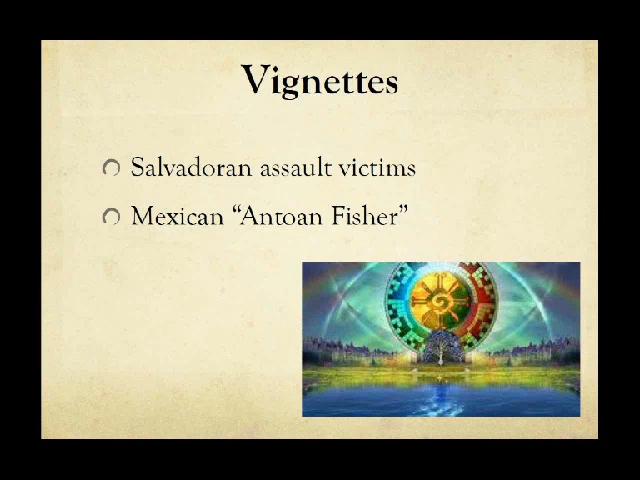 Vignettes
Salvadoran assault victims
Mexican “Antoan Fisher”